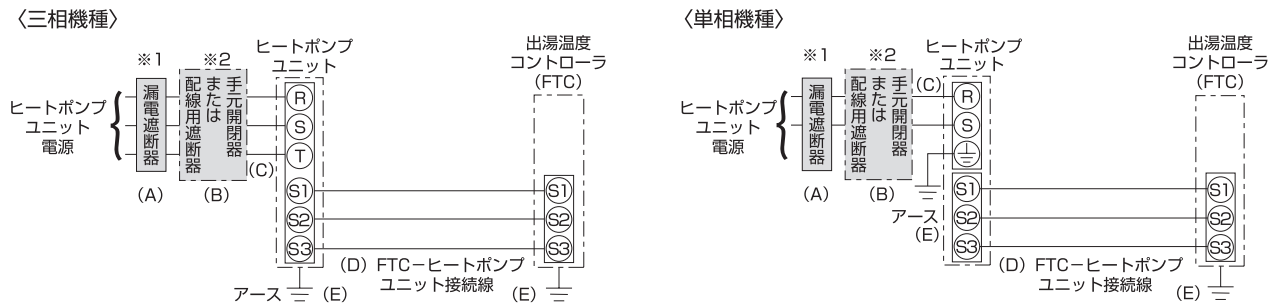 〈三相機種〉
※1
※2
ヒートポンプ
ユニット
出湯温度
コントローラ
(FTC)
ヒートポンプ
ユニット
電源
漏電遮断器
手元開閉器
または
配線用遮断器
R
S
T
(A)
(B)
(C)
S1
S2
S3
S1
S2
S3
(D) FTCーヒートポンプ
ユニット接続線
アース
(E)
(E)
〈単相機種〉
※1
※2
ヒートポンプ
ユニット
出湯温度
コントローラ
(FTC)
ヒートポンプ
ユニット
電源
漏電遮断器
手元開閉器
または
配線用遮断器
(C)
R
S
(A)
(B)
S1
S2
S3
S1
S2
S3
アース
(E)
(D) FTCーヒートポンプ
ユニット接続線
(E)